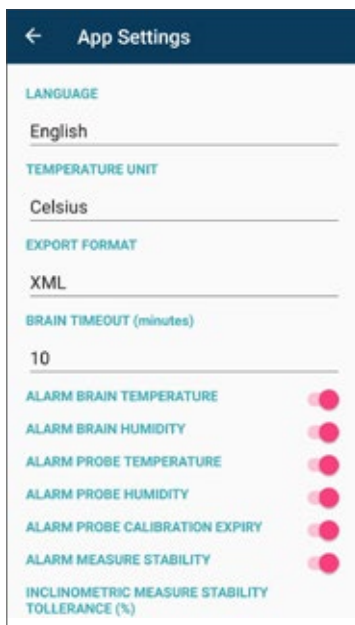 App Settings
LANGUAGE
English
TEMPERATURE UNIT
Celsius
EXPORT FORMAT
XML
BRAIN TIMEOUT (minutes)
10
ALARM BRAIN TEMPERATURE
ALARM BRAIN HUMIDITY
ALARM PROBE TEMPERATURE
ALARM PROBE HUMIDITY
ALARM PROBE CALIBRATION EXPIRY
ALARM MEASURE STABILITY
INCLINOMETRIC MEASURE STABILITY
TOLLERANCE (%)